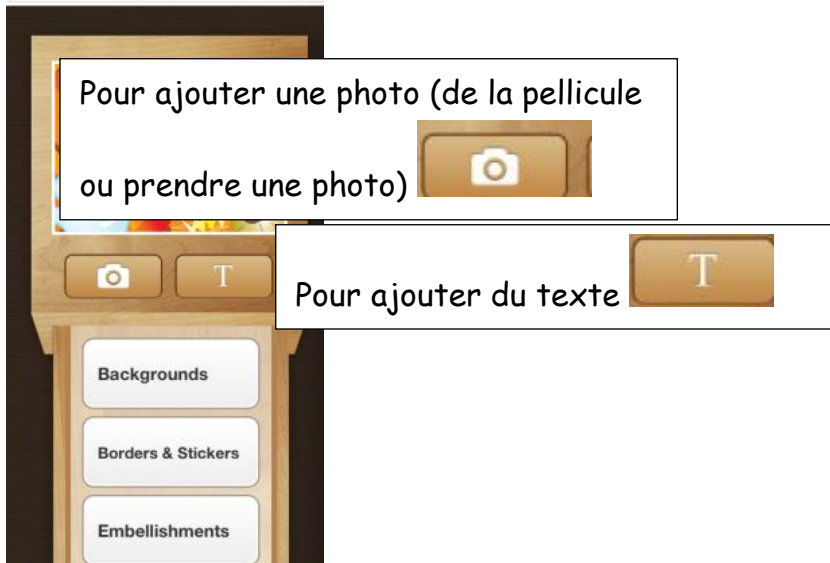 Pour ajouter une photo (de la pellicule
ou prendre une photo)
T
Pour ajouter du texte T
Backgrounds
Borders & Stickers
Embellishments